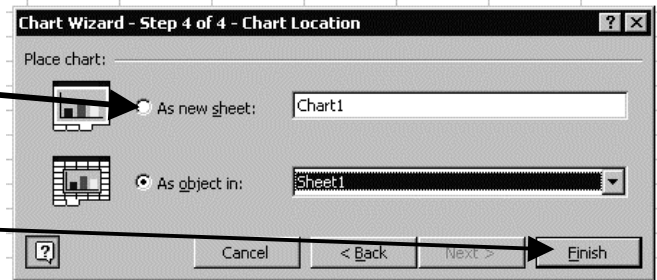 Chart Wizard - Step 4 of 4 - Chart Location ? ×
Place chart:
As new sheet: Chart1
As object in: Sheet1
? Cancel < Back Next > Finish